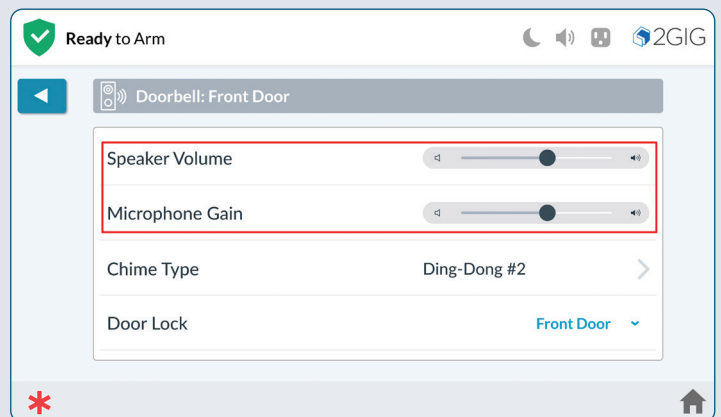 Ready to Arm
2GIG
Doorbell: Front Door
Speaker Volume
Microphone Gain
Chime Type Ding-Dong #2
Door Lock Front Door